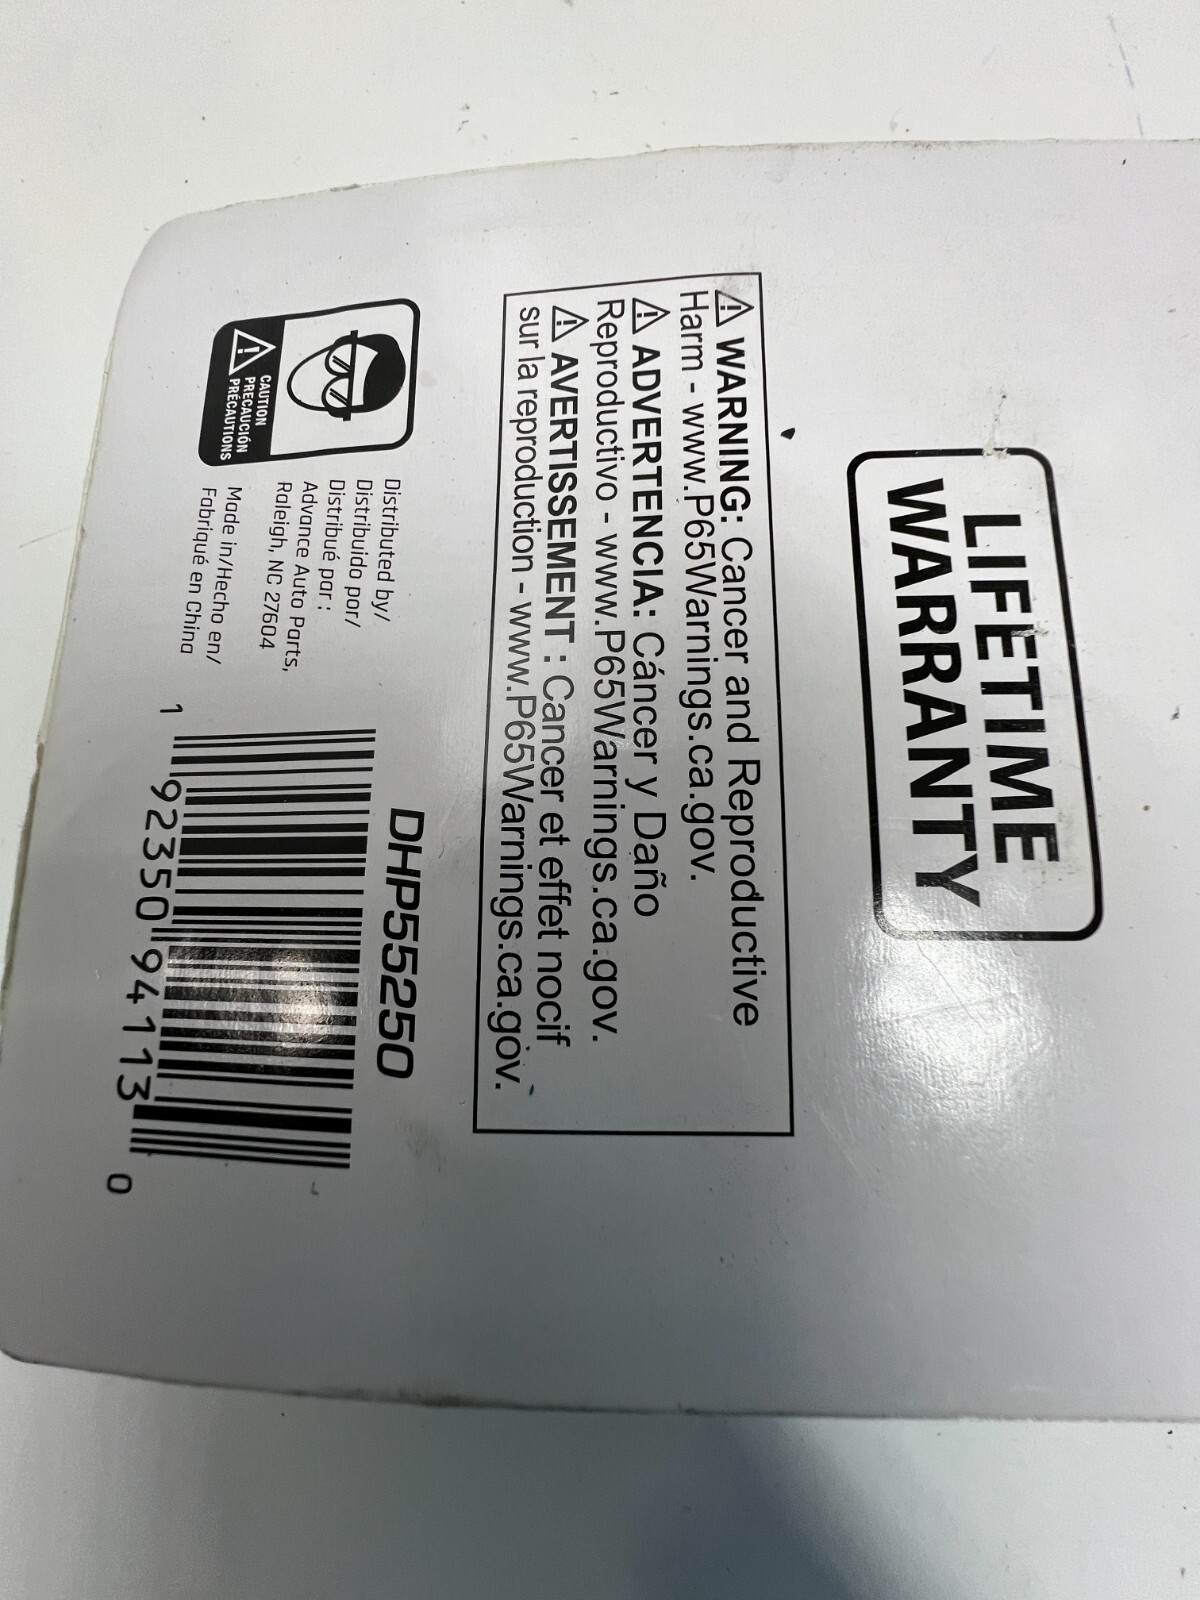 LIFETIME
WARRANTY
⚠ WARNING: Cancer and Reproductive
Harm - www.P65Warnings.ca.gov.
⚠ ADVERTENCIA: Cáncer y Daño
Reproductivo - www.P65Warnings.ca.gov.
⚠ AVERTISSEMENT : Cancer et effet nocif
sur la reproduction - www.P65Warnings.ca.gov.
CAUTION
PRECAUCIÓN
PRÉCAUTIONS
Distributed by/
Distribuido por/
Distribué par :
Advance Auto Parts,
Raleigh, NC 27604
Made in/Hecho en/
Fabriqué en China
DHP55250
1 92350 94113 0